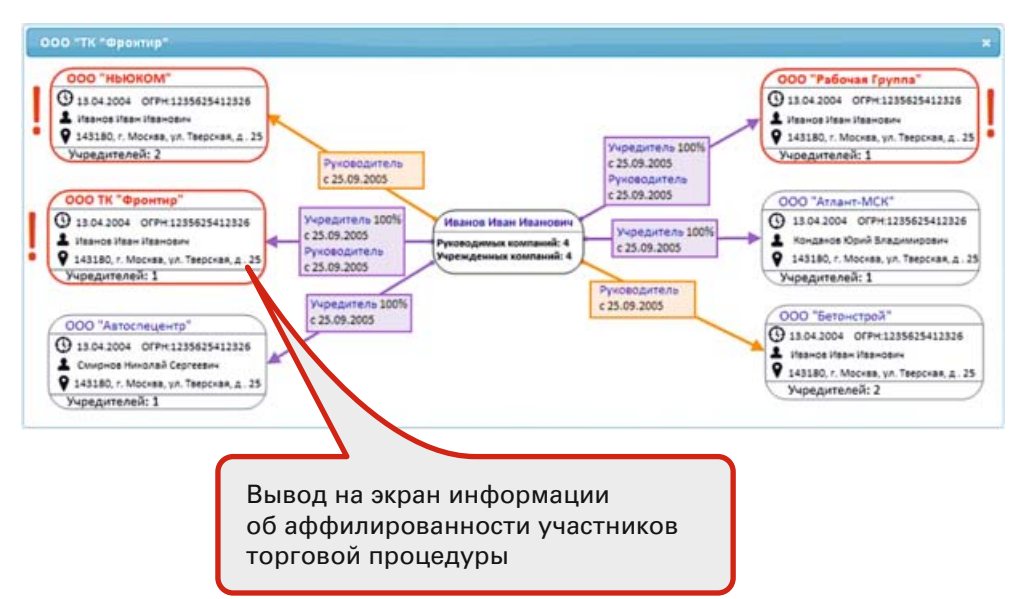 ООО "ТК "Фронтир"
×
ООО "НЬЮКОМ"
13.04.2004 ОГРН:1235625412326
Иванов Иван Иванович
143180, г. Москва, ул. Тверская, д . 25
Учредителей: 2
ООО ТК "Фронтир"
13.04.2004 ОГРН:1235625412326
Иванов Иван Иванович
143180, г. Москва, ул. Тверская, д . 25
Учредителей: 1
ООО "Автоспецентр"
13.04.2004 ОГРН:1235625412326
Смирнов Николай Сергеевич
143180, г. Москва, ул. Тверская, д . 25
Учредителей: 1
Руководитель
с 25.09.2005
Учредитель 100%
с 25.09.2005
Руководитель
с 25.09.2005
Учредитель 100%
с 25.09.2005
Иванов Иван Иванович
Руководимых компаний: 4
Учрежденных компаний: 4
Учредитель 100%
с 25.09.2005
Руководитель
с 25.09.2005
Учредитель 100%
с 25.09.2005
Руководитель
с 25.09.2005
ООО "Рабочая Группа"
13.04.2004 ОГРН:1235625412326
Иванов Иван Иванович
143180, г. Москва, ул. Тверская, д . 25
Учредителей: 1
ООО "Атлант-МСК"
13.04.2004 ОГРН:1235625412326
Конданов Юрий Владимирович
143180, г. Москва, ул. Тверская, д . 25
Учредителей: 1
ООО "Бетонстрой"
13.04.2004 ОГРН:1235625412326
Иванов Иван Иванович
143180, г. Москва, ул. Тверская, д . 25
Учредителей: 2
Вывод на экран информации
об аффилированности участников
торговой процедуры